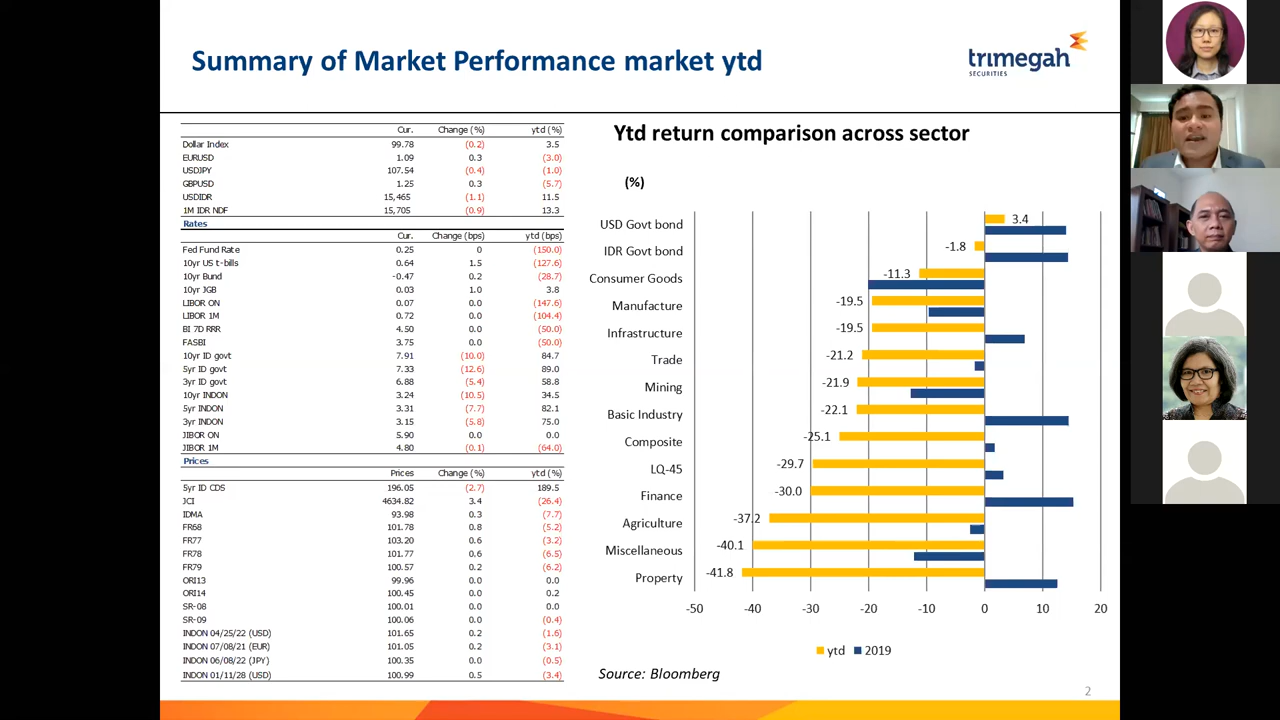 Summary of Market Performance market ytd
trimegah
SECURITIES
Cur. Change (%) ytd (%)
Dollar Index 99.78 (0.2) 3.5
EURUSD 1.09 0.3 (3.0)
USDJPY 107.54 (0.4) (1.0)
GBPUSD 1.25 0.3 (5.7)
USDIDR 15,465 (1.1) 11.5
1M IDR NDF 15,705 (0.9) 13.3
Rates
Cur. Change (bps) ytd (bps)
Fed Fund Rate 0.25 0 (150.0)
10yr US t-bills 0.64 1.5 (127.6)
10yr Bund -0.47 0.2 (28.7)
10yr JGB 0.03 1.0 3.8
LIBOR ON 0.07 0.0 (147.6)
LIBOR 1M 0.72 0.0 (104.4)
BI 7D RRR 4.50 0.0 (50.0)
FASBI 3.75 0.0 (50.0)
10yr ID govt 7.91 (10.0) 84.7
5yr ID govt 7.33 (12.6) 89.0
3yr ID govt 6.88 (5.4) 58.8
10yr INDON 3.24 (10.5) 34.5
5yr INDON 3.31 (7.7) 82.1
3yr INDON 3.15 (5.8) 75.0
JIBOR ON 5.90 0.0 0.0
JIBOR 1M 4.80 (0.1) (64.0)
Prices
Prices Change (%) ytd (%)
5yr ID CDS 196.05 (2.7) 189.5
JCI 4634.82 3.4 (26.4)
IDMA 93.98 0.3 (7.7)
FR68 101.78 0.8 (5.2)
FR77 103.20 0.6 (3.2)
FR78 101.77 0.6 (6.5)
FR79 100.57 0.2 (6.2)
ORI13 99.96 0.0 0.0
ORI14 100.45 0.0 0.2
SR-08 100.01 0.0 0.0
SR-09 100.06 0.0 (0.4)
INDON 04/25/22 (USD) 101.65 0.2 (1.6)
INDON 07/08/21 (EUR) 101.05 0.2 (3.1)
INDON 06/08/22 (JPY) 100.35 0.0 (0.5)
INDON 01/11/28 (USD) 100.99 0.5 (3.4)
Ytd return comparison across sector
(%)
USD Govt bond 3.4
IDR Govt bond -1.8
Consumer Goods -11.3
Manufacture -19.5
Infrastructure -19.5
Trade -21.2
Mining -21.9
Basic Industry -22.1
Composite -25.1
LQ-45 -29.7
Finance -30.0
Agriculture -37.2
Miscellaneous -40.1
Property -41.8
-50 -40 -30 -20 -10 0 10 20
ytd 2019
Source: Bloomberg
2